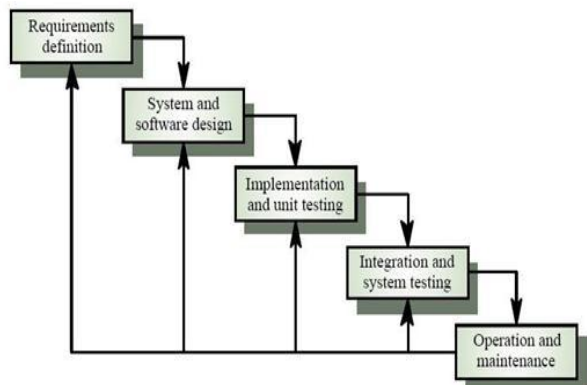 Requirements
definition
System and
software design
Implementation
and unit testing
Integration and
system testing
Operation and
maintenance